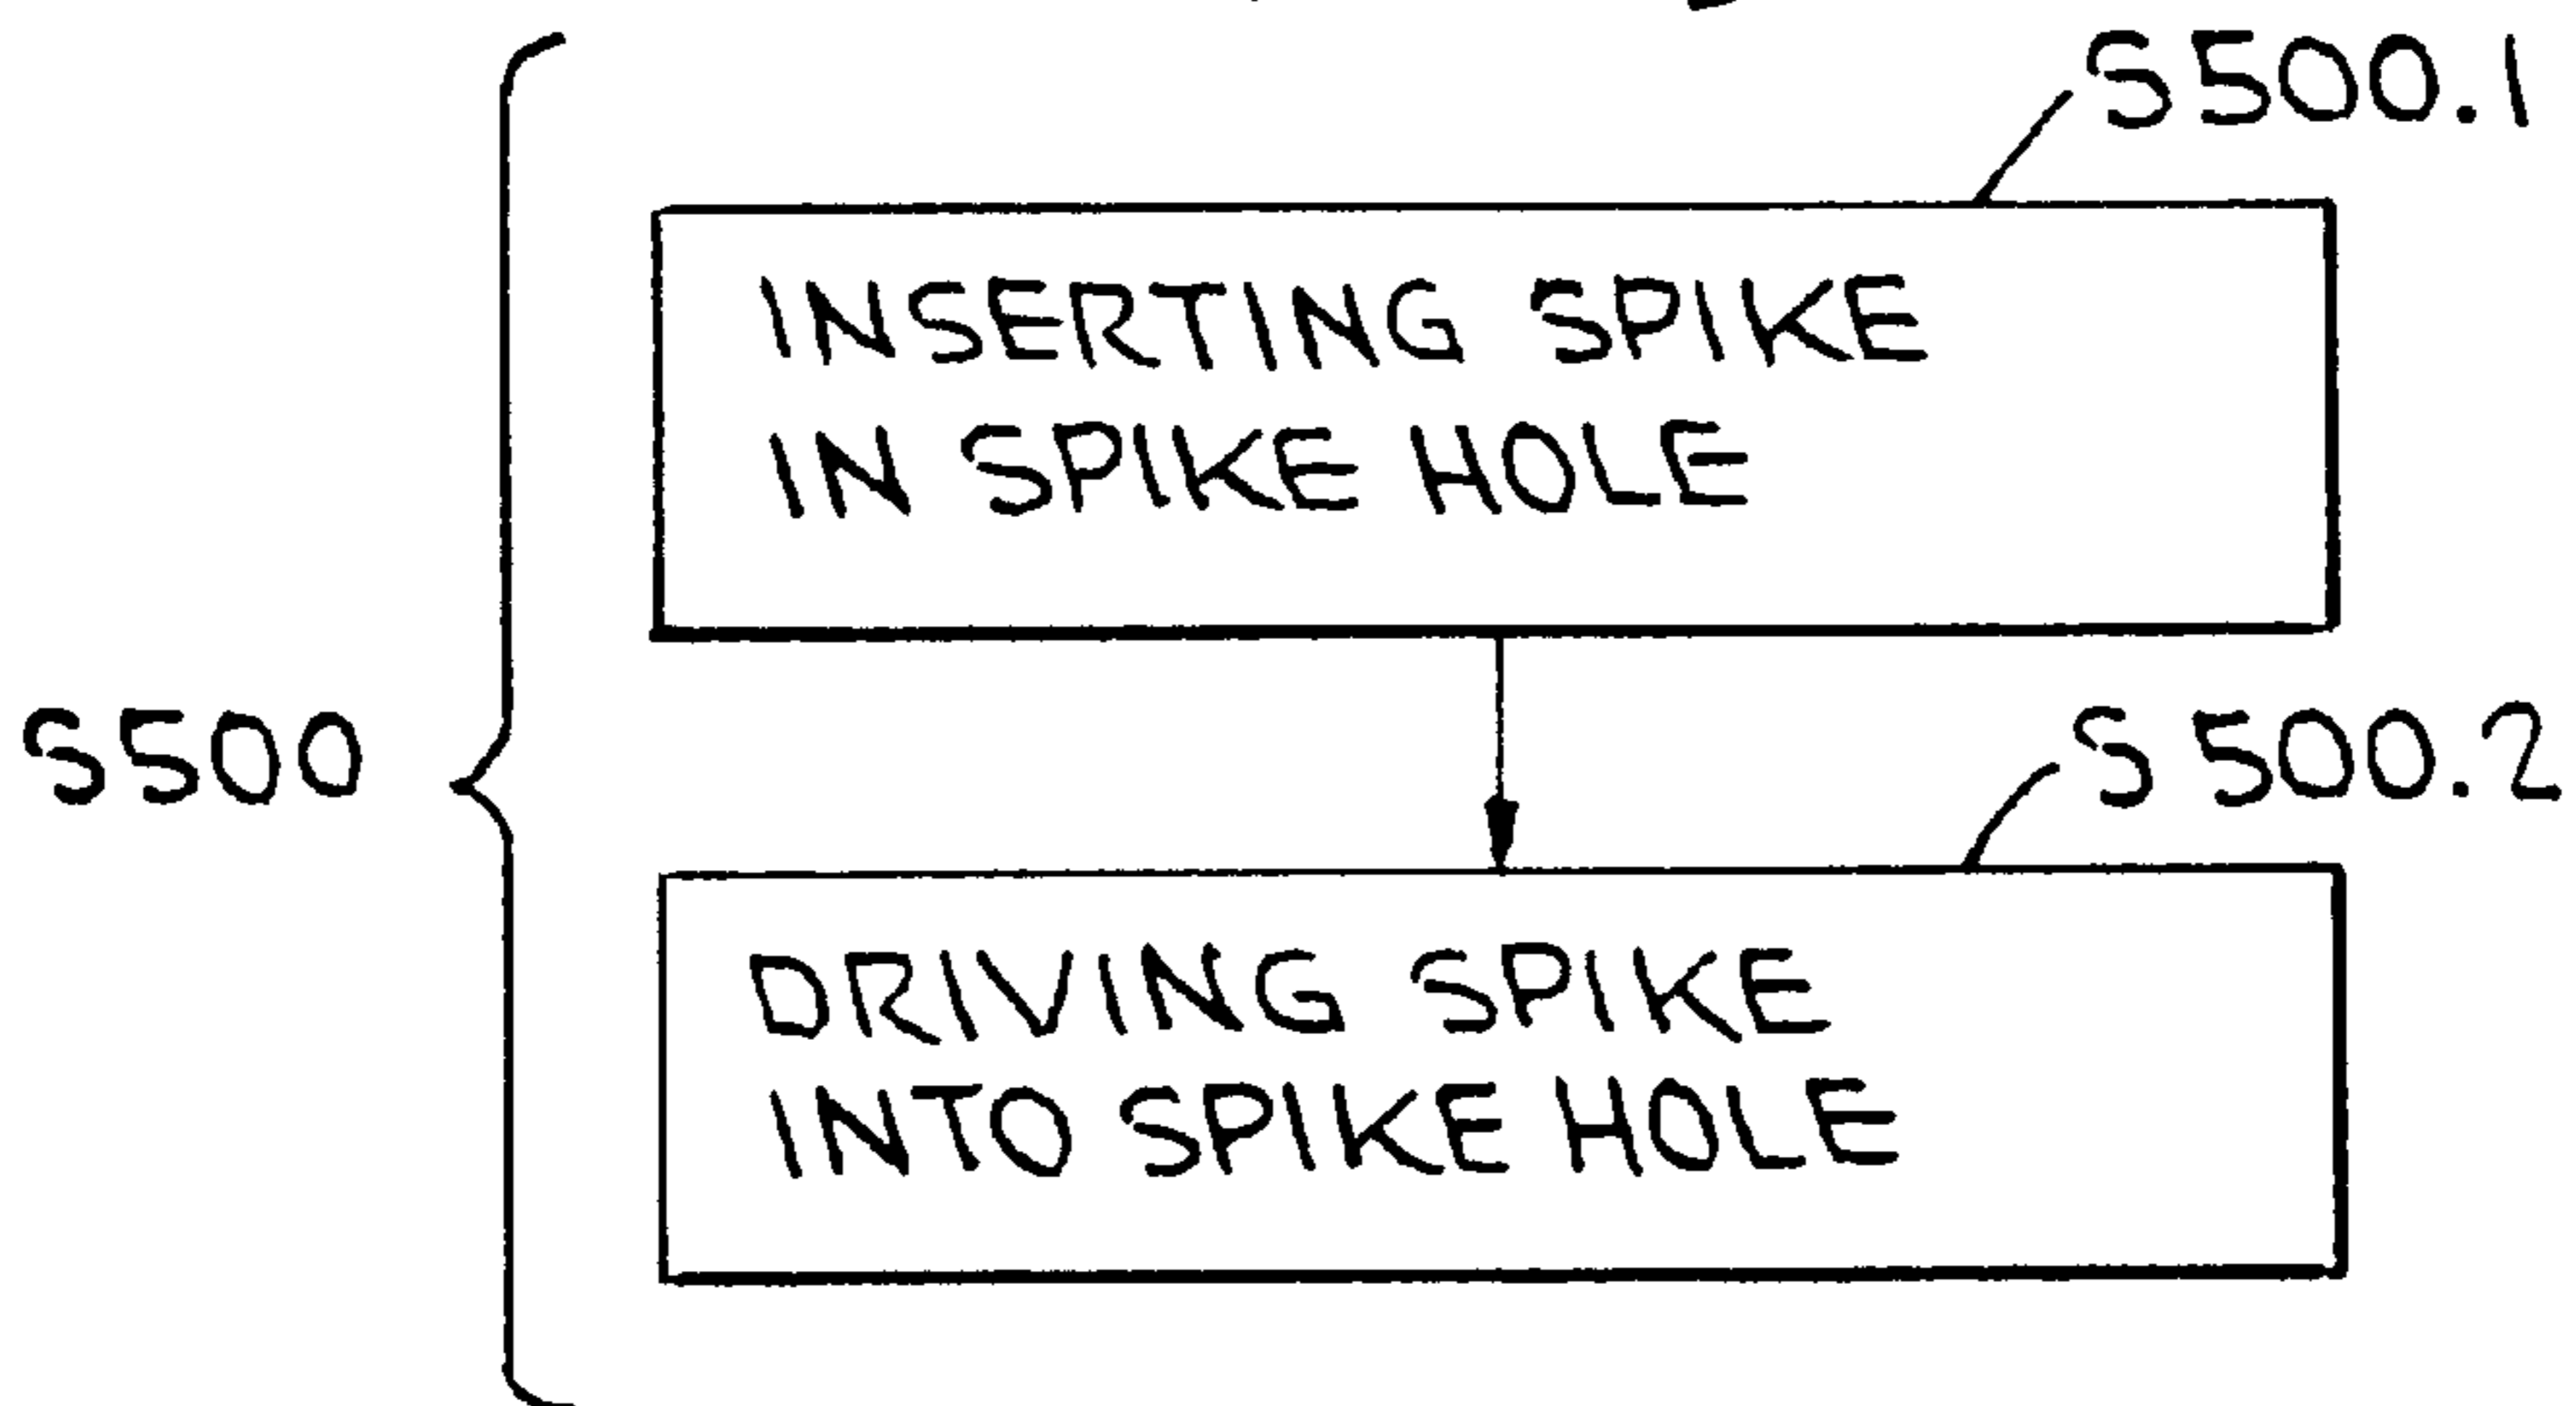 S500.1
INSERTING SPIKE
IN SPIKE HOLE
S500
S500.2
DRIVING SPIKE
INTO SPIKE HOLE